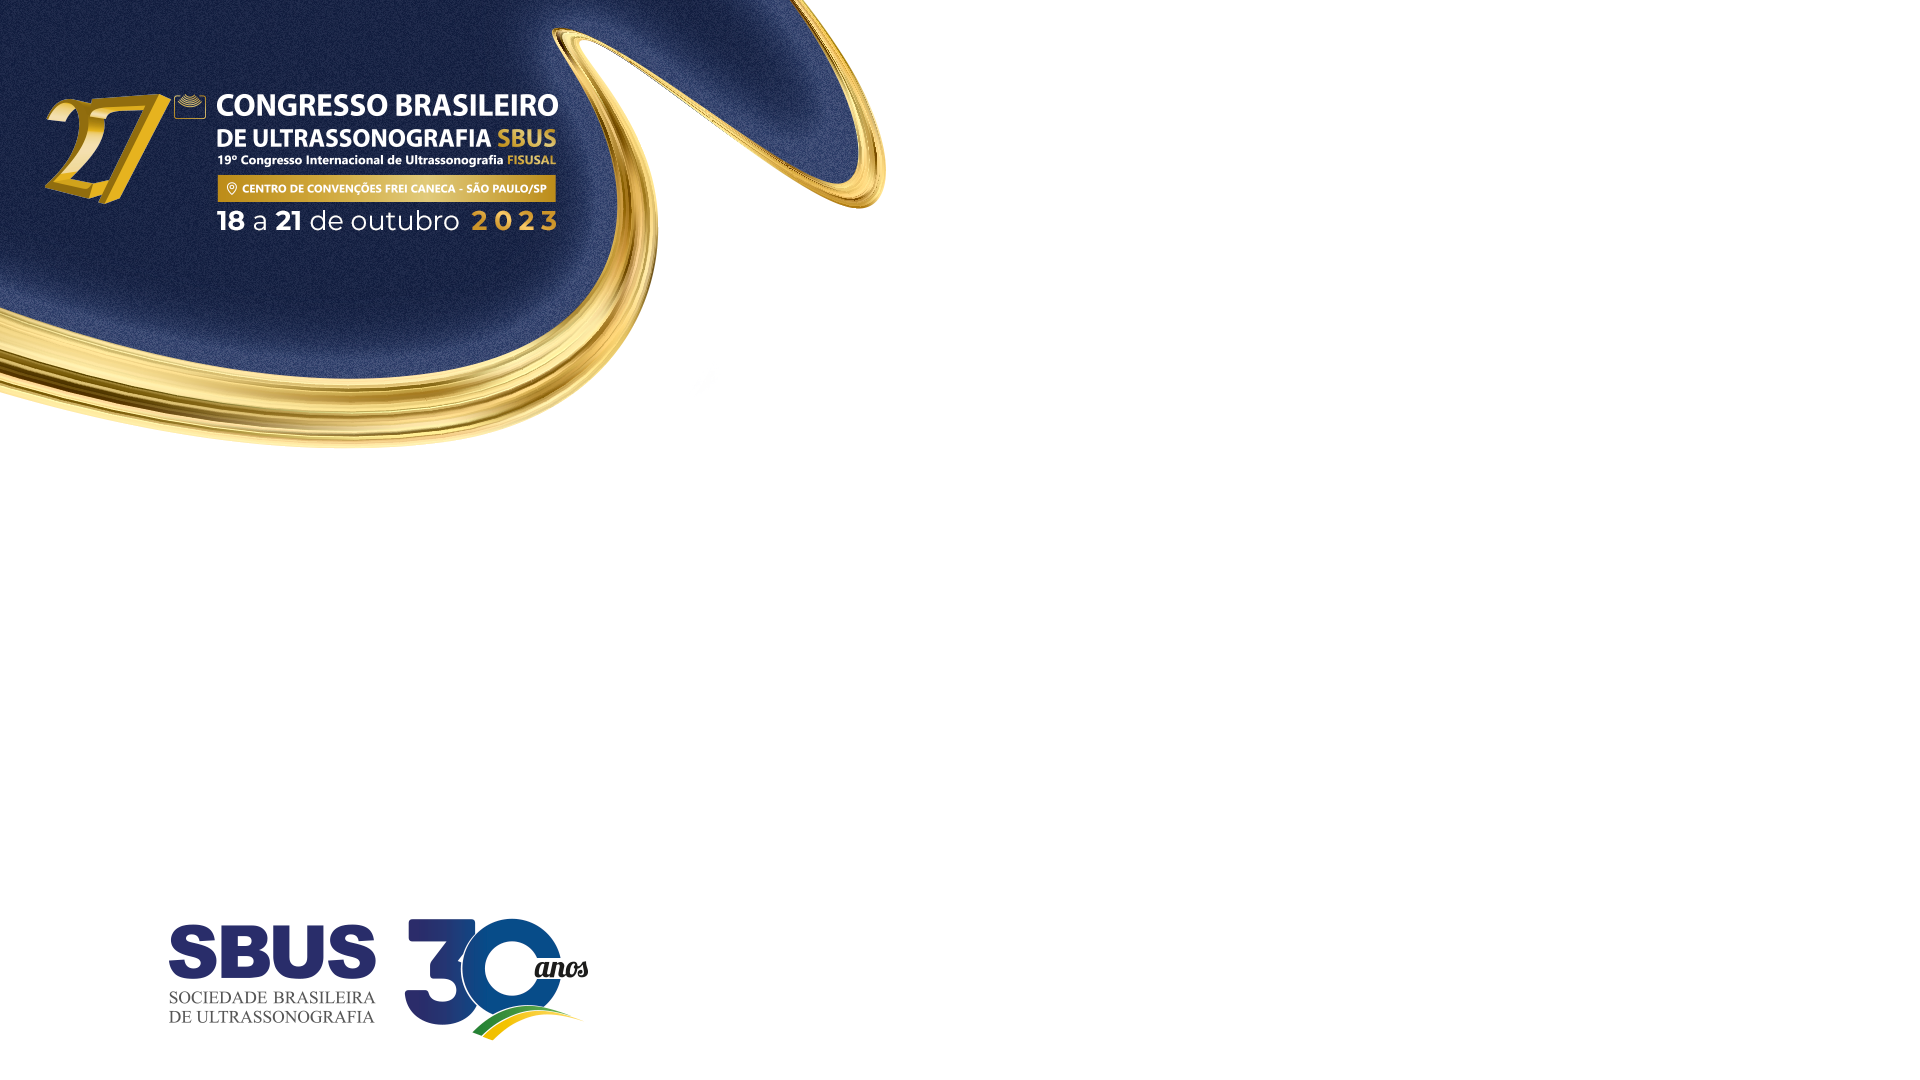 27 CONGRESSO BRASILEIRO
DE ULTRASSONOGRAFIA SBUS
19º Congresso Internacional de Ultrassonografia FISUSAL
CENTRO DE CONVENÇÕES FREI CANECA - SÃO PAULO/SP
18 a 21 de outubro 2023
SBUS
SOCIEDADE BRASILEIRA
DE ULTRASSONOGRAFIA
30 anos